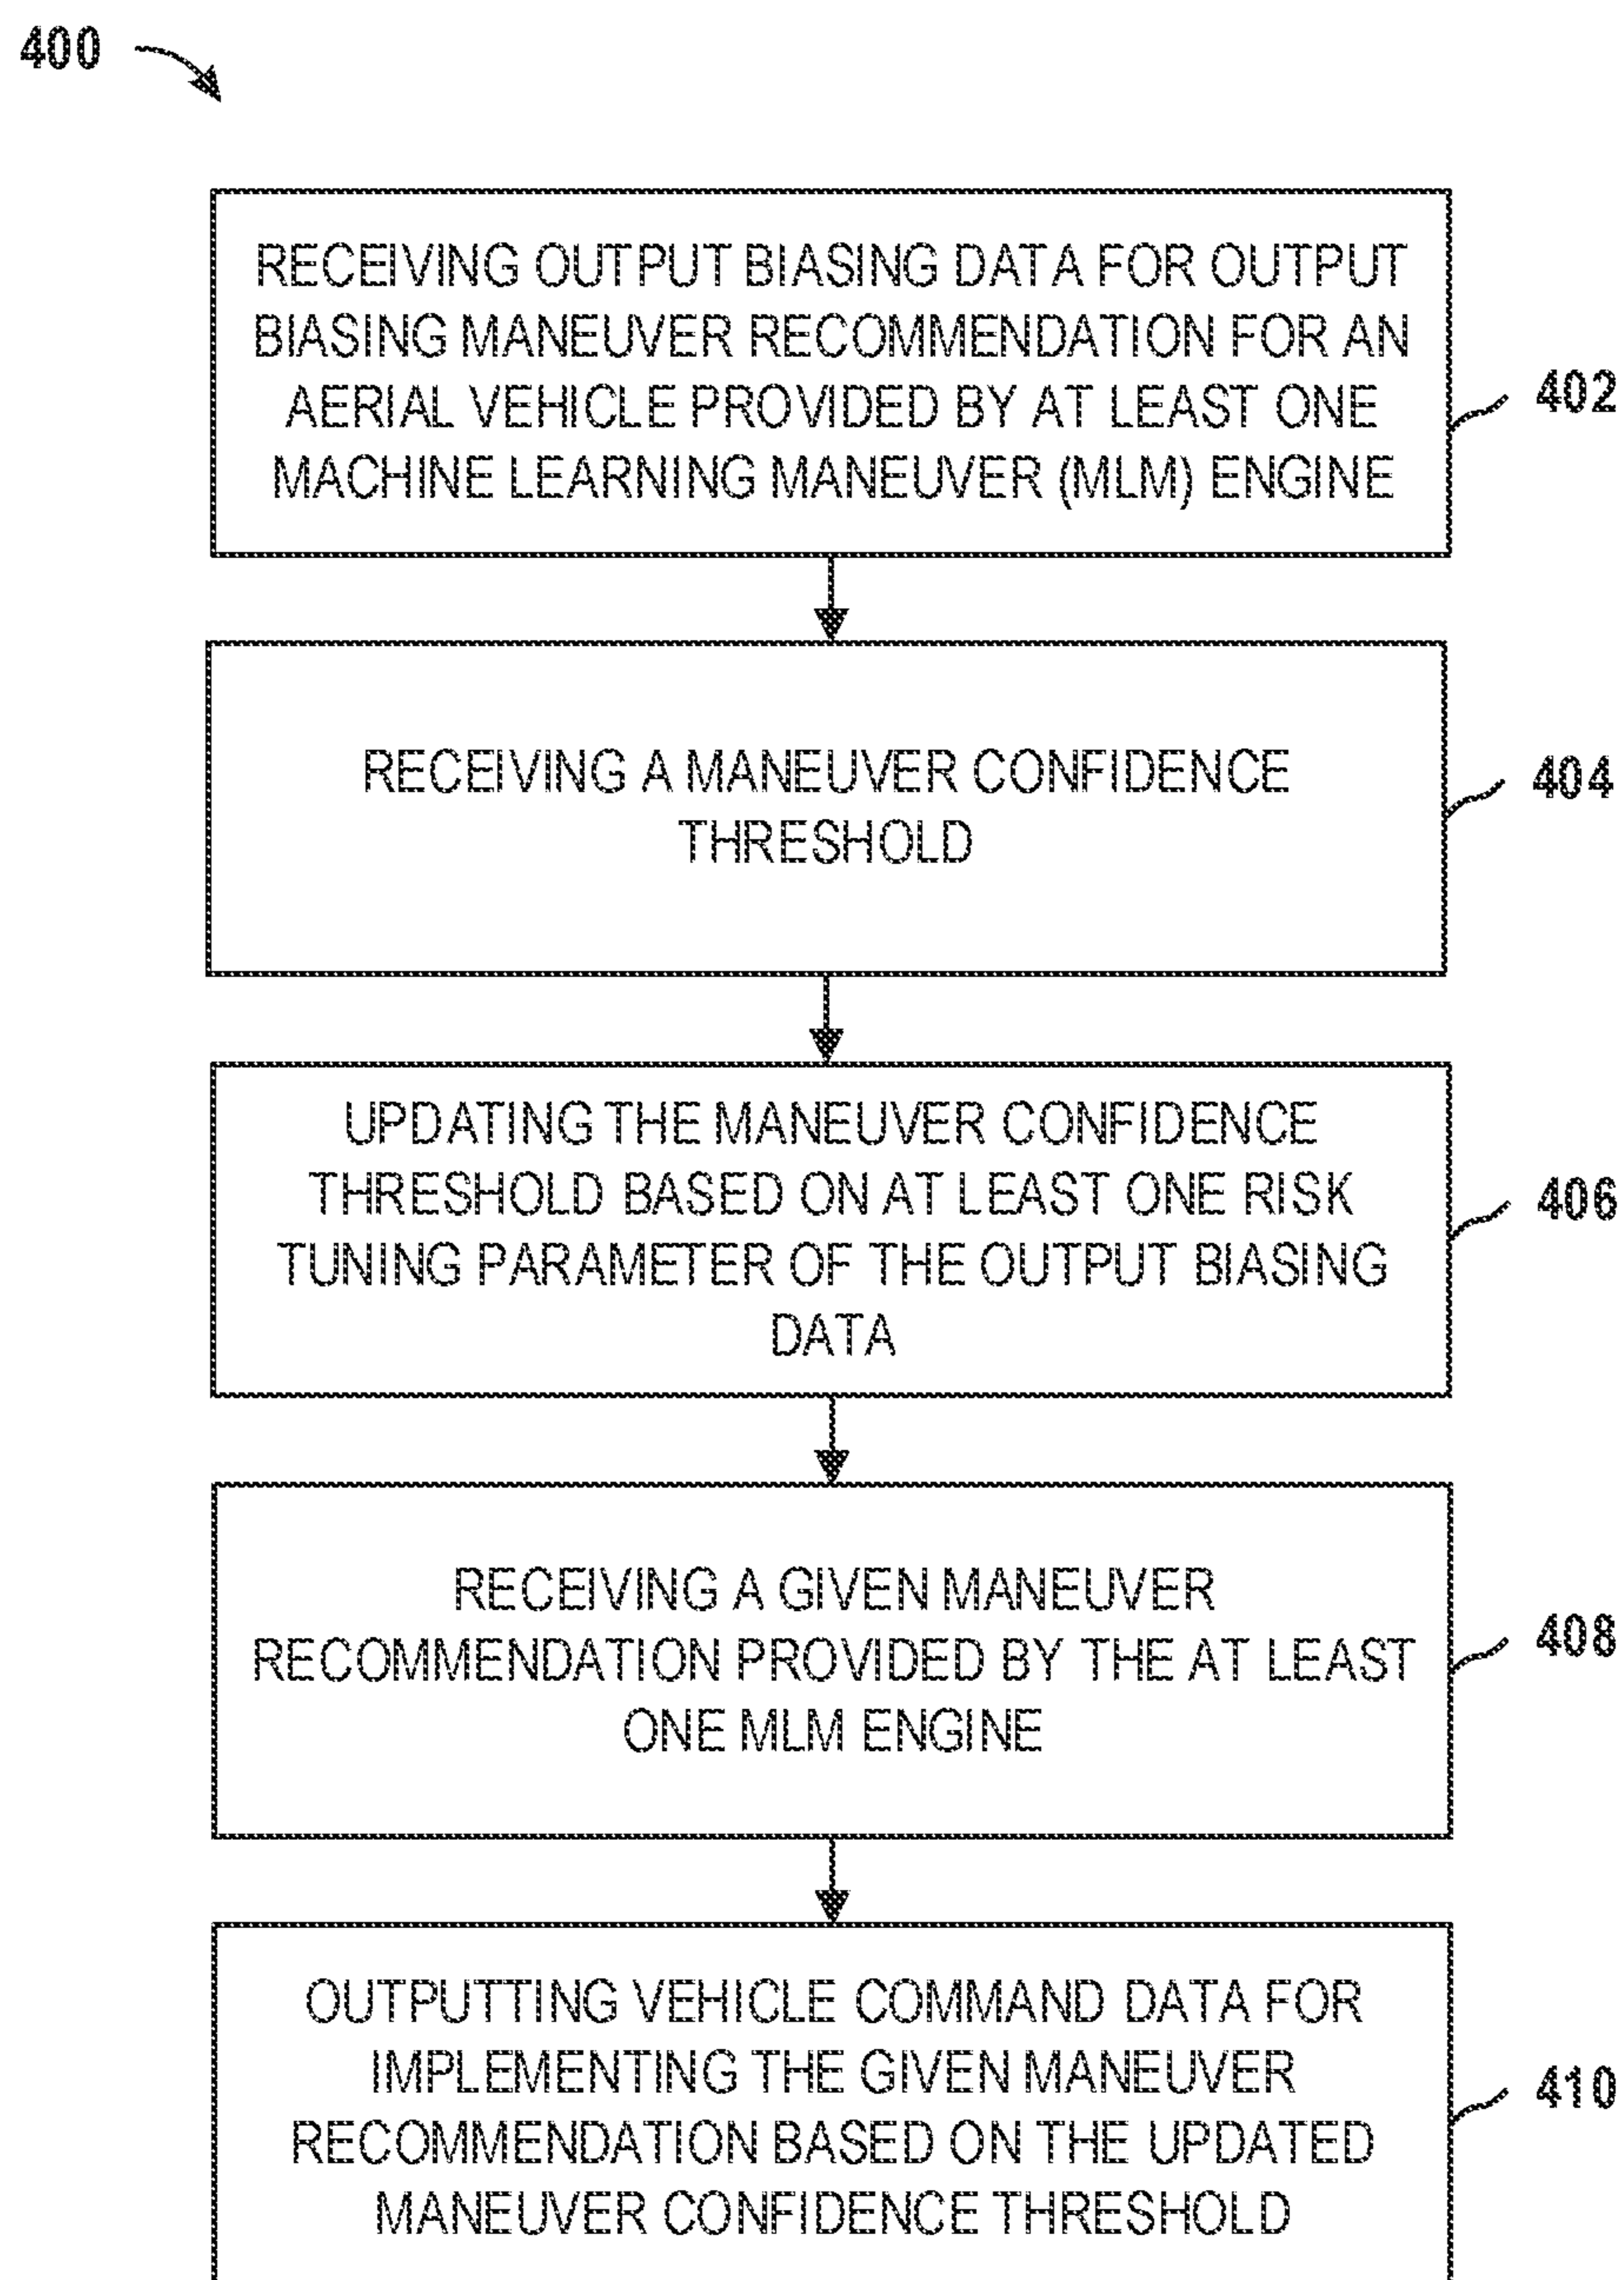 400
RECEIVING OUTPUT BIASING DATA FOR OUTPUT
BIASING MANEUVER RECOMMENDATION FOR AN
AERIAL VEHICLE PROVIDED BY AT LEAST ONE
MACHINE LEARNING MANEUVER (MLM) ENGINE
402
RECEIVING A MANEUVER CONFIDENCE
THRESHOLD
404
UPDATING THE MANEUVER CONFIDENCE
THRESHOLD BASED ON AT LEAST ONE RISK
TUNING PARAMETER OF THE OUTPUT BIASING
DATA
406
RECEIVING A GIVEN MANEUVER
RECOMMENDATION PROVIDED BY THE AT LEAST
ONE MLM ENGINE
408
OUTPUTTING VEHICLE COMMAND DATA FOR
IMPLEMENTING THE GIVEN MANEUVER
RECOMMENDATION BASED ON THE UPDATED
MANEUVER CONFIDENCE THRESHOLD
410